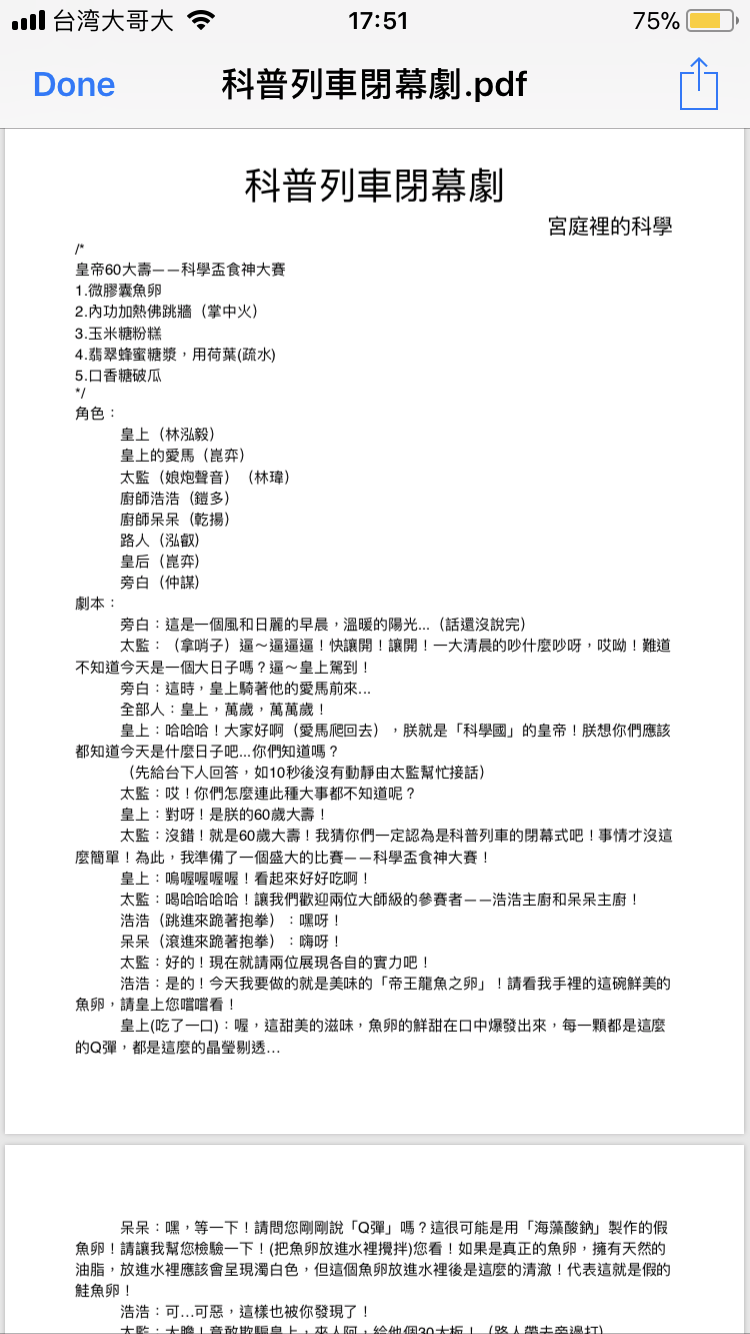 台湾大哥大 17:51 75%
Done 科普列車閉幕劇.pdf
科普列車閉幕劇
宮庭裡的科學
/*
皇帝60大壽——科學盃食神大賽
1.微膠囊魚卵
2.內功加熱佛跳牆（掌中火）
3.玉米糖粉糕
4.翡翠蜂蜜糖漿，用荷葉(疏水)
5.口香糖破瓜
*/
角色：
皇上（林泓毅）
皇上的愛馬（崑弈）
太監（娘炮聲音）（林瑋）
廚師浩浩（鎧多）
廚師呆呆（乾揚）
路人（泓叡）
皇后（崑弈）
旁白（仲謀）
劇本：
旁白：這是一個風和日麗的早晨，溫暖的陽光...（話還沒說完）
太監：（拿哨子）逼～逼逼逼！快讓開！讓開！一大清晨的吵什麼吵呀，哎呦！難道
不知道今天是一個大日子嗎？逼～皇上駕到！
旁白：這時，皇上騎著他的愛馬前來...
全部人：皇上，萬歲，萬萬歲！
皇上：哈哈哈！大家好啊（愛馬爬回去），朕就是「科學國」的皇帝！朕想你們應該
都知道今天是什麼日子吧...你們知道嗎？
（先給台下人回答，如10秒後沒有動靜由太監幫忙接話）
太監：哎！你們怎麼連此種大事都不知道呢？
皇上：對呀！是朕的60歲大壽！
太監：沒錯！就是60歲大壽！我猜你們一定認為是科普列車的閉幕式吧！事情才沒這
麼簡單！為此，我準備了一個盛大的比賽——科學盃食神大賽！
皇上：嗚喔喔喔喔！看起來好好吃啊！
太監：喝哈哈哈哈！讓我們歡迎兩位大師級的參賽者——浩浩主廚和呆呆主廚！
浩浩（跳進來跪著抱拳）：嘿呀！
呆呆（滾進來跪著抱拳）：嗨呀！
太監：好的！現在就請兩位展現各自的實力吧！
浩浩：是的！今天我要做的就是美味的「帝王龍魚之卵」！請看我手裡的這碗鮮美的
魚卵，請皇上您嚐嚐看！
皇上(吃了一口)：喔，這甜美的滋味，魚卵的鮮甜在口中爆發出來，每一顆都是這麼
的Q彈，都是這麼的晶瑩剔透...
呆呆：嘿，等一下！請問您剛剛說「Q彈」嗎？這很可能是用「海藻酸鈉」製作的假
魚卵！請讓我幫您檢驗一下！(把魚卵放進水裡攪拌)您看！如果是真正的魚卵，擁有天然的
油脂，放進水裡應該會呈現濁白色，但這個魚卵放進水裡後是這麼的清澈！代表這就是假的
鮭魚卵！
浩浩：可...可惡，這樣也被你發現了！
太監：大膽！竟敢欺騙皇上，來人阿，給他個30大板！（路人帶去旁邊打）